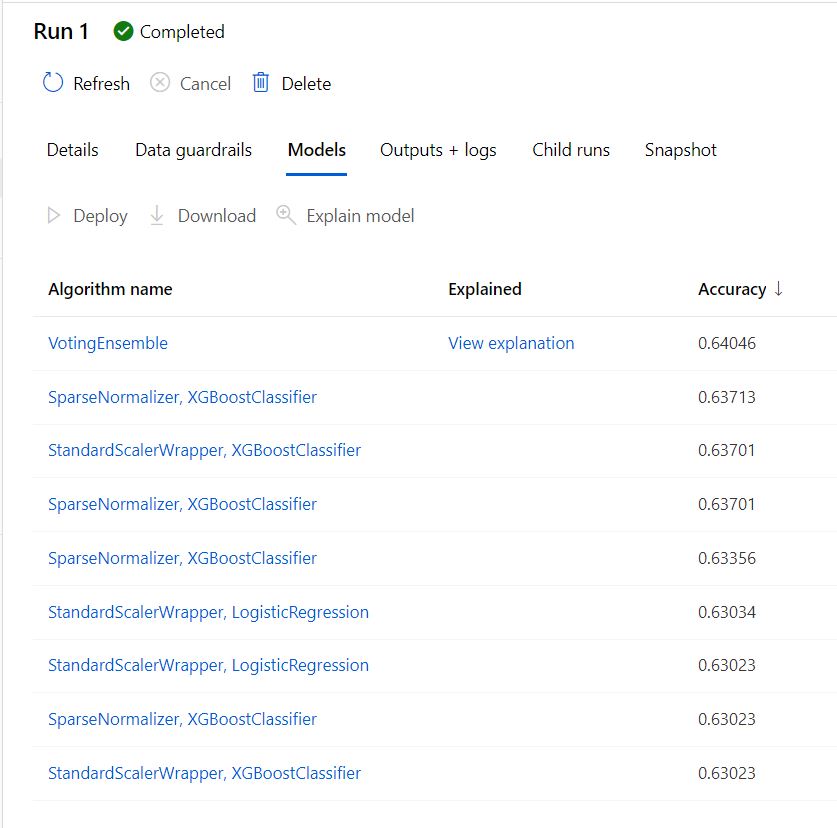 Run 1 Completed
Refresh Cancel Delete
Details Data guardrails Models Outputs + logs Child runs Snapshot
Deploy Download Explain model
Algorithm name Explained Accuracy ↓
VotingEnsemble View explanation 0.64046
SparseNormalizer, XGBoostClassifier 0.63713
StandardScalerWrapper, XGBoostClassifier 0.63701
SparseNormalizer, XGBoostClassifier 0.63701
SparseNormalizer, XGBoostClassifier 0.63356
StandardScalerWrapper, LogisticRegression 0.63034
StandardScalerWrapper, LogisticRegression 0.63023
SparseNormalizer, XGBoostClassifier 0.63023
StandardScalerWrapper, XGBoostClassifier 0.63023